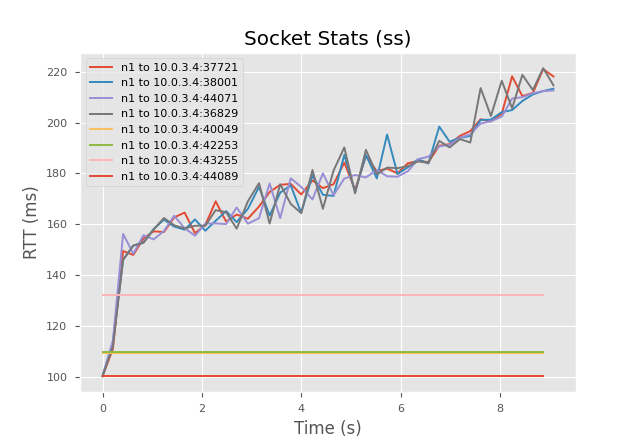 Socket Stats (ss)
n1 to 10.0.3.4:37721
n1 to 10.0.3.4:38001
n1 to 10.0.3.4:44071
n1 to 10.0.3.4:36829
n1 to 10.0.3.4:40049
n1 to 10.0.3.4:42253
n1 to 10.0.3.4:43255
n1 to 10.0.3.4:44089
RTT (ms)
220
200
180
160
140
120
100
0 2 4 6 8
Time (s)